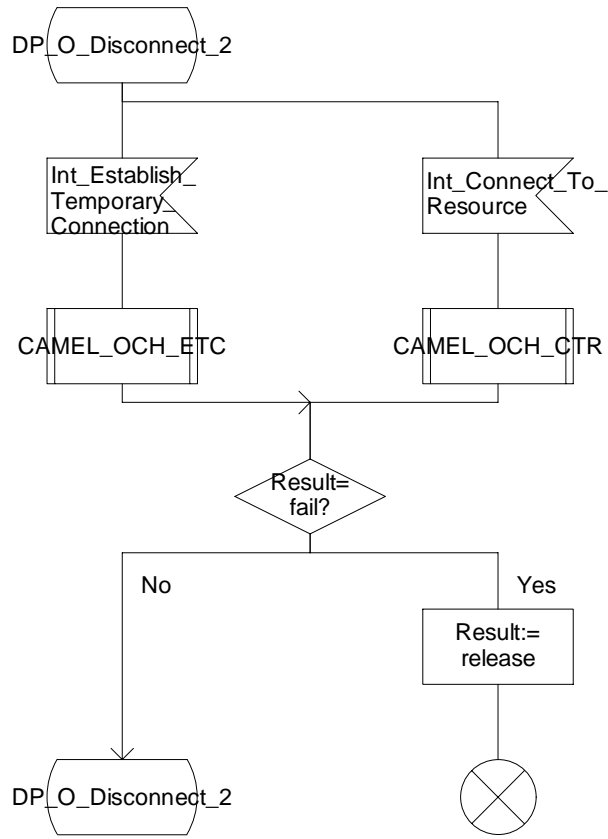 DP_O_Disconnect_2
Int_Establish_
Temporary_
Connection
Int_Connect_To_
Resource
CAMEL_OCH_ETC
CAMEL_OCH_CTR
Result=
fail?
No
Yes
Result:=
release
DP_O_Disconnect_2